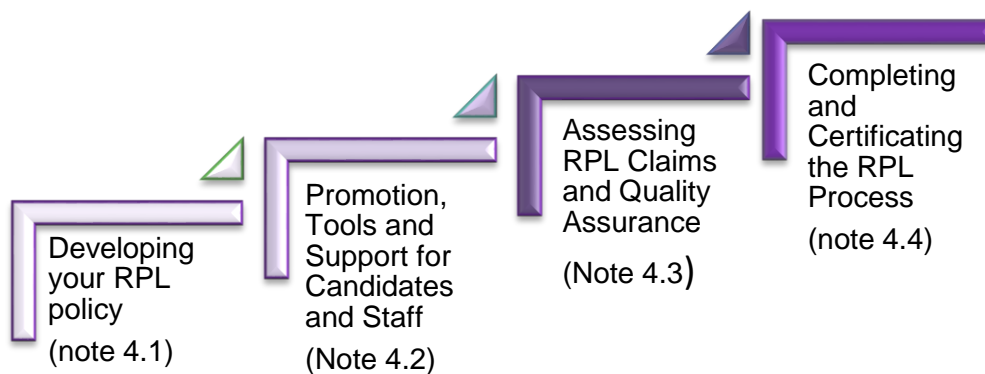 Developing
your RPL
policy
(note 4.1)
Promotion,
Tools and
Support for
Candidates
and Staff
(Note 4.2)
Assessing
RPL Claims
and Quality
Assurance
(Note 4.3)
Completing
and
Certificating
the RPL
Process
(note 4.4)